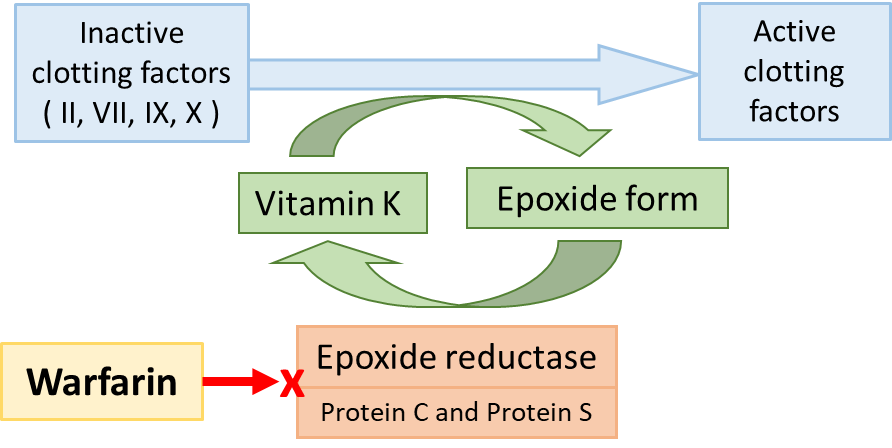 Inactive
clotting factors
( II, VII, IX, X )
Active
clotting
factors
Vitamin K
Epoxide form
Warfarin
X
Epoxide reductase
Protein C and Protein S